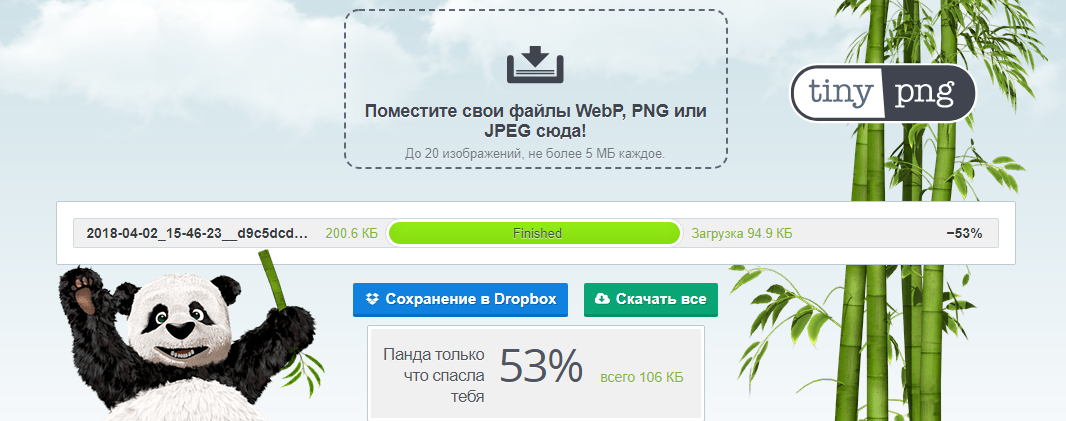 Поместите свои файлы WebP, PNG или
JPEG сюда!
До 20 изображений, не более 5 МБ каждое.
tiny png
2018-04-02_15-46-23__d9c5dcd... 200.6 КБ Finished Загрузка 94.9 КБ −53%
Сохранение в Dropbox Скачать все
Панда только
что спасла
тебя
53% всего 106 КБ